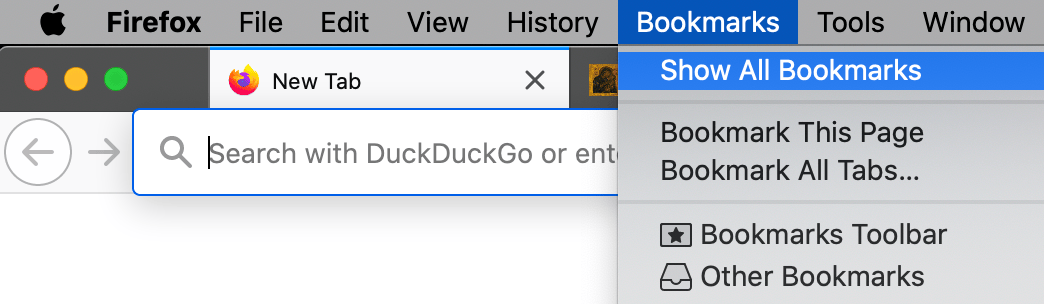 Firefox File Edit View History Bookmarks Tools Window
New Tab
Show All Bookmarks
Search with DuckDuckGo or ent
Bookmark This Page
Bookmark All Tabs...
Bookmarks Toolbar
Other Bookmarks